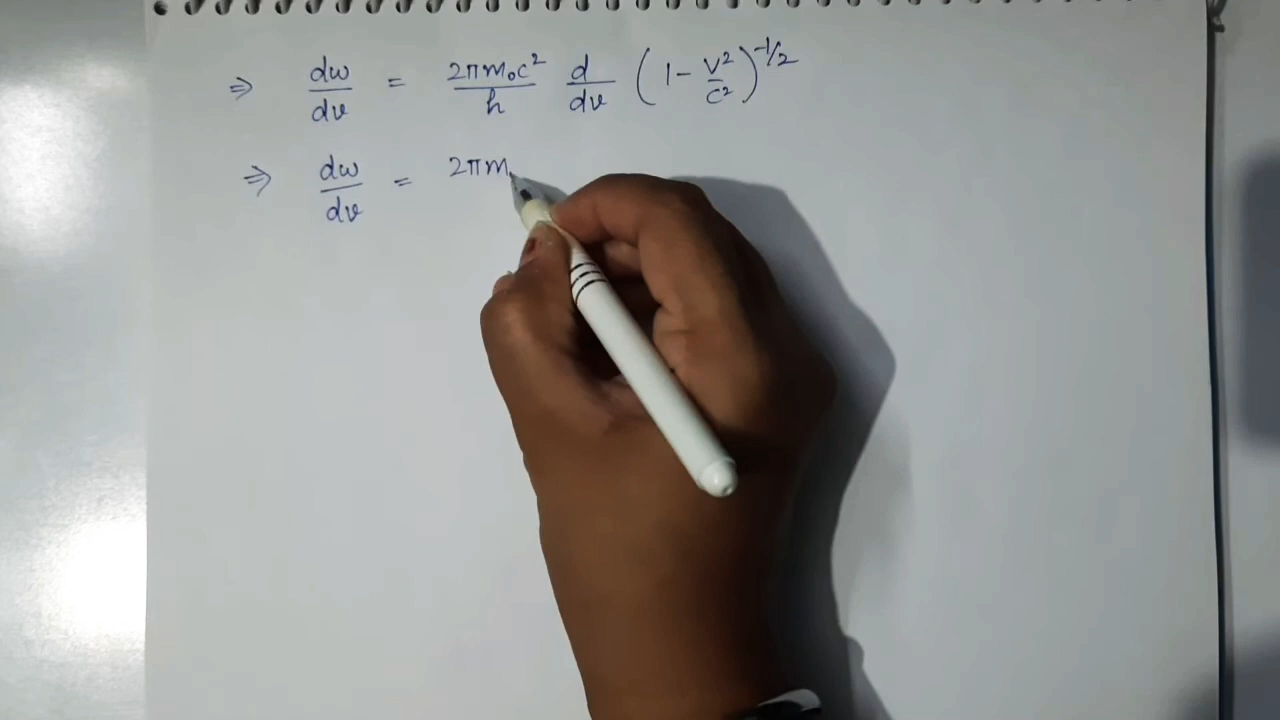 ⇒ dω/dv = 2πm₀c²/h d/dv (1 - v²/c²)^-1/2
⇒ dω/dv = 2πm